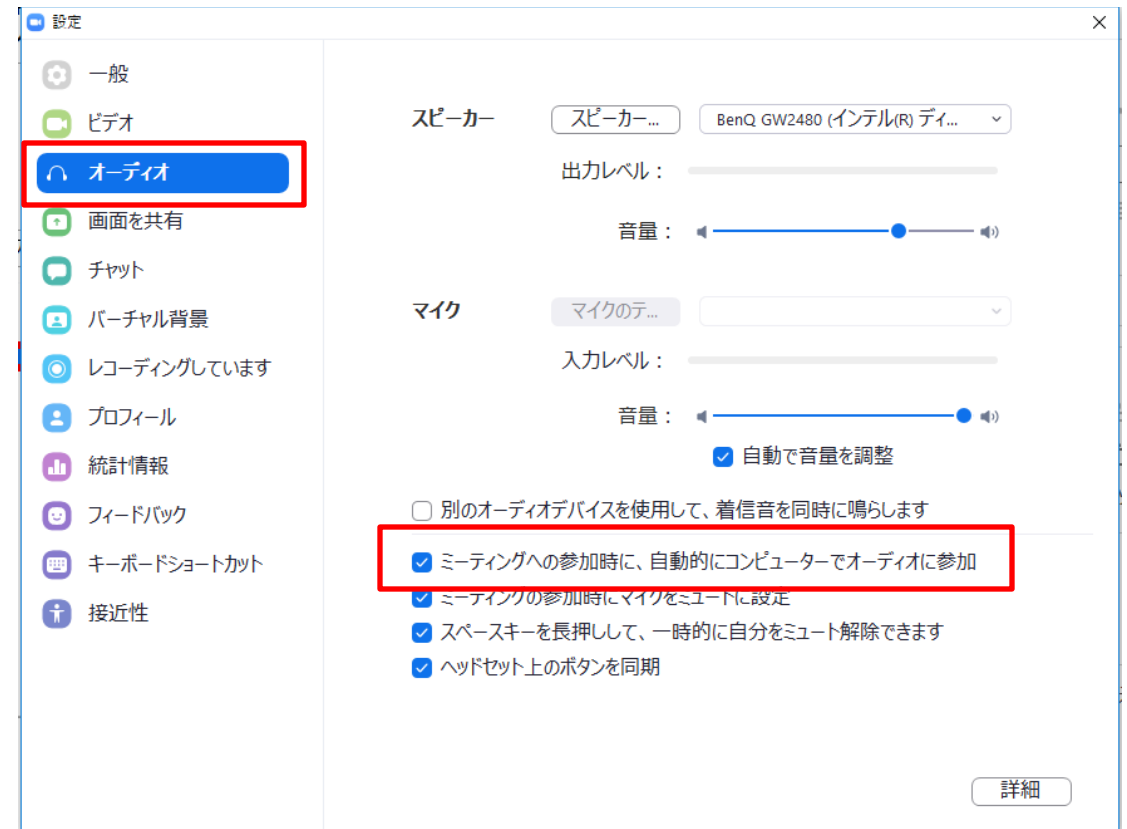 設定
一般
ビデオ
オーディオ
画面を共有
チャット
バーチャル背景
レコーディングしています
プロフィール
統計情報
フィードバック
キーボードショートカット
接近性
スピーカー スピーカー... BenQ GW2480 (インテル(R) ディ...
出力レベル：
音量：
マイク マイクのテ...
入力レベル：
音量：
自動で音量を調整
別のオーディオデバイスを使用して、着信音を同時に鳴らします
ミーティングへの参加時に、自動的にコンピューターでオーディオに参加
ミーティングの参加時にマイクをミュートに設定
スペースキーを長押しして、一時的に自分をミュート解除できます
ヘッドセット上のボタンを同期
詳細